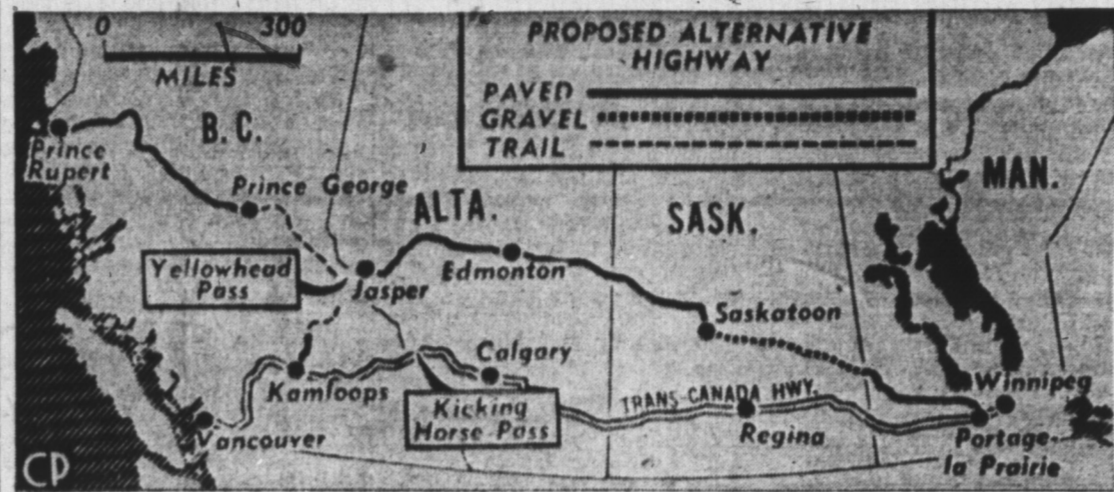 0 300
MILES
PROPOSED ALTERNATIVE
HIGHWAY
PAVED
GRAVEL
TRAIL
B.C.
Prince
Rupert
Prince George
ALTA.
SASK.
MAN.
Yellowhead
Pass
Jasper
Edmonton
Saskatoon
Kamloops
Calgary
Winnipeg
Kicking
Horse Pass
TRANS-CANADA HWY.
Vancouver
Regina
Portage-
la Prairie
CP